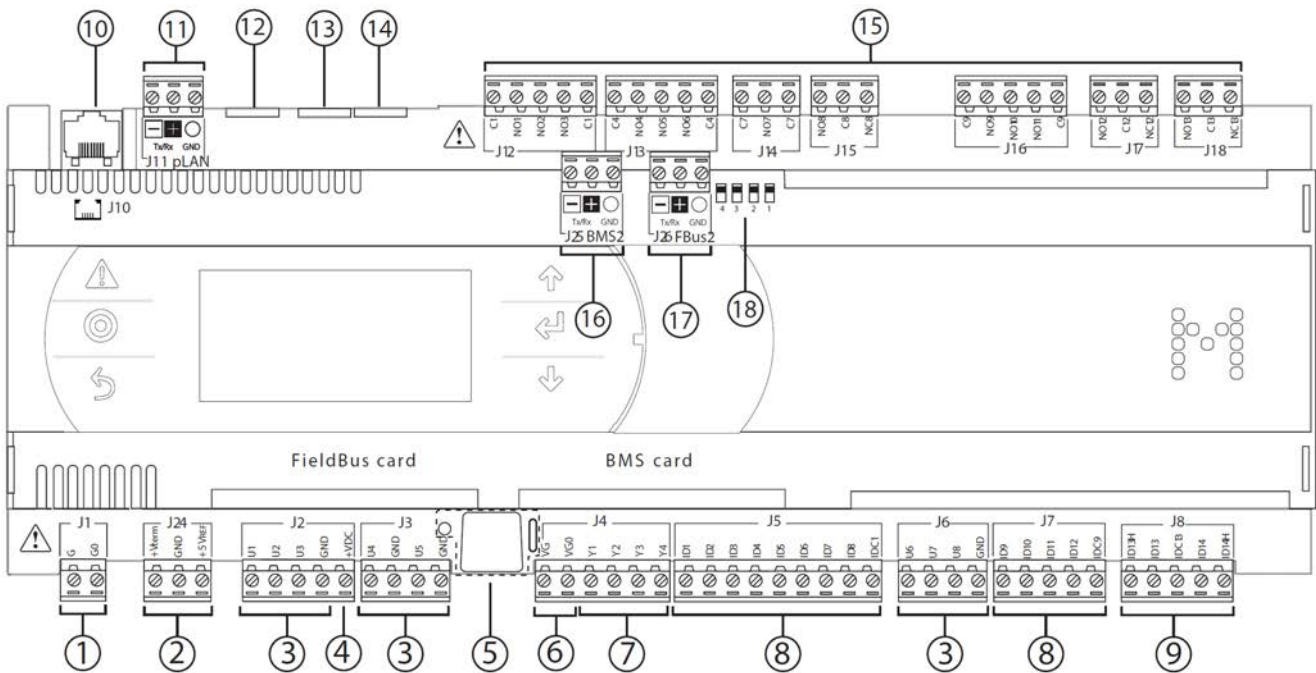 10 11 12 13 14 15
C1 NO1 NO2 NO3 C1 C4 NO4 NO5 NO6 C4 C7 NO7 C7 NO8 C8 NC8 C9 NO9 NO10 NO11 C9 NO12 C12 NC12 NO13 C13 NC13
Tx/Rx GND
J11 pLAN J12 J13 J14 J15 J16 J17 J18
J10
4 3 2 1
Tx/Rx GND Tx/Rx GND
J25 BMS2 J26 FBus2
16 17 18
FieldBus card BMS card
J1 J24 J2 J3 J4 J5 J6 J7 J8
G G0 +Vterm GND +5VREF U1 U2 U3 GND +VDC U4 GND U5 GND VG VG0 Y1 Y2 Y3 Y4 ID1 ID2 ID3 ID4 ID5 ID6 ID7 ID8 IDC1 U6 U7 U8 GND ID9 ID10 ID11 ID12 IDC9 ID13H ID13 IDC13 ID14 ID14H
1 2 3 4 3 5 6 7 8 3 8 9